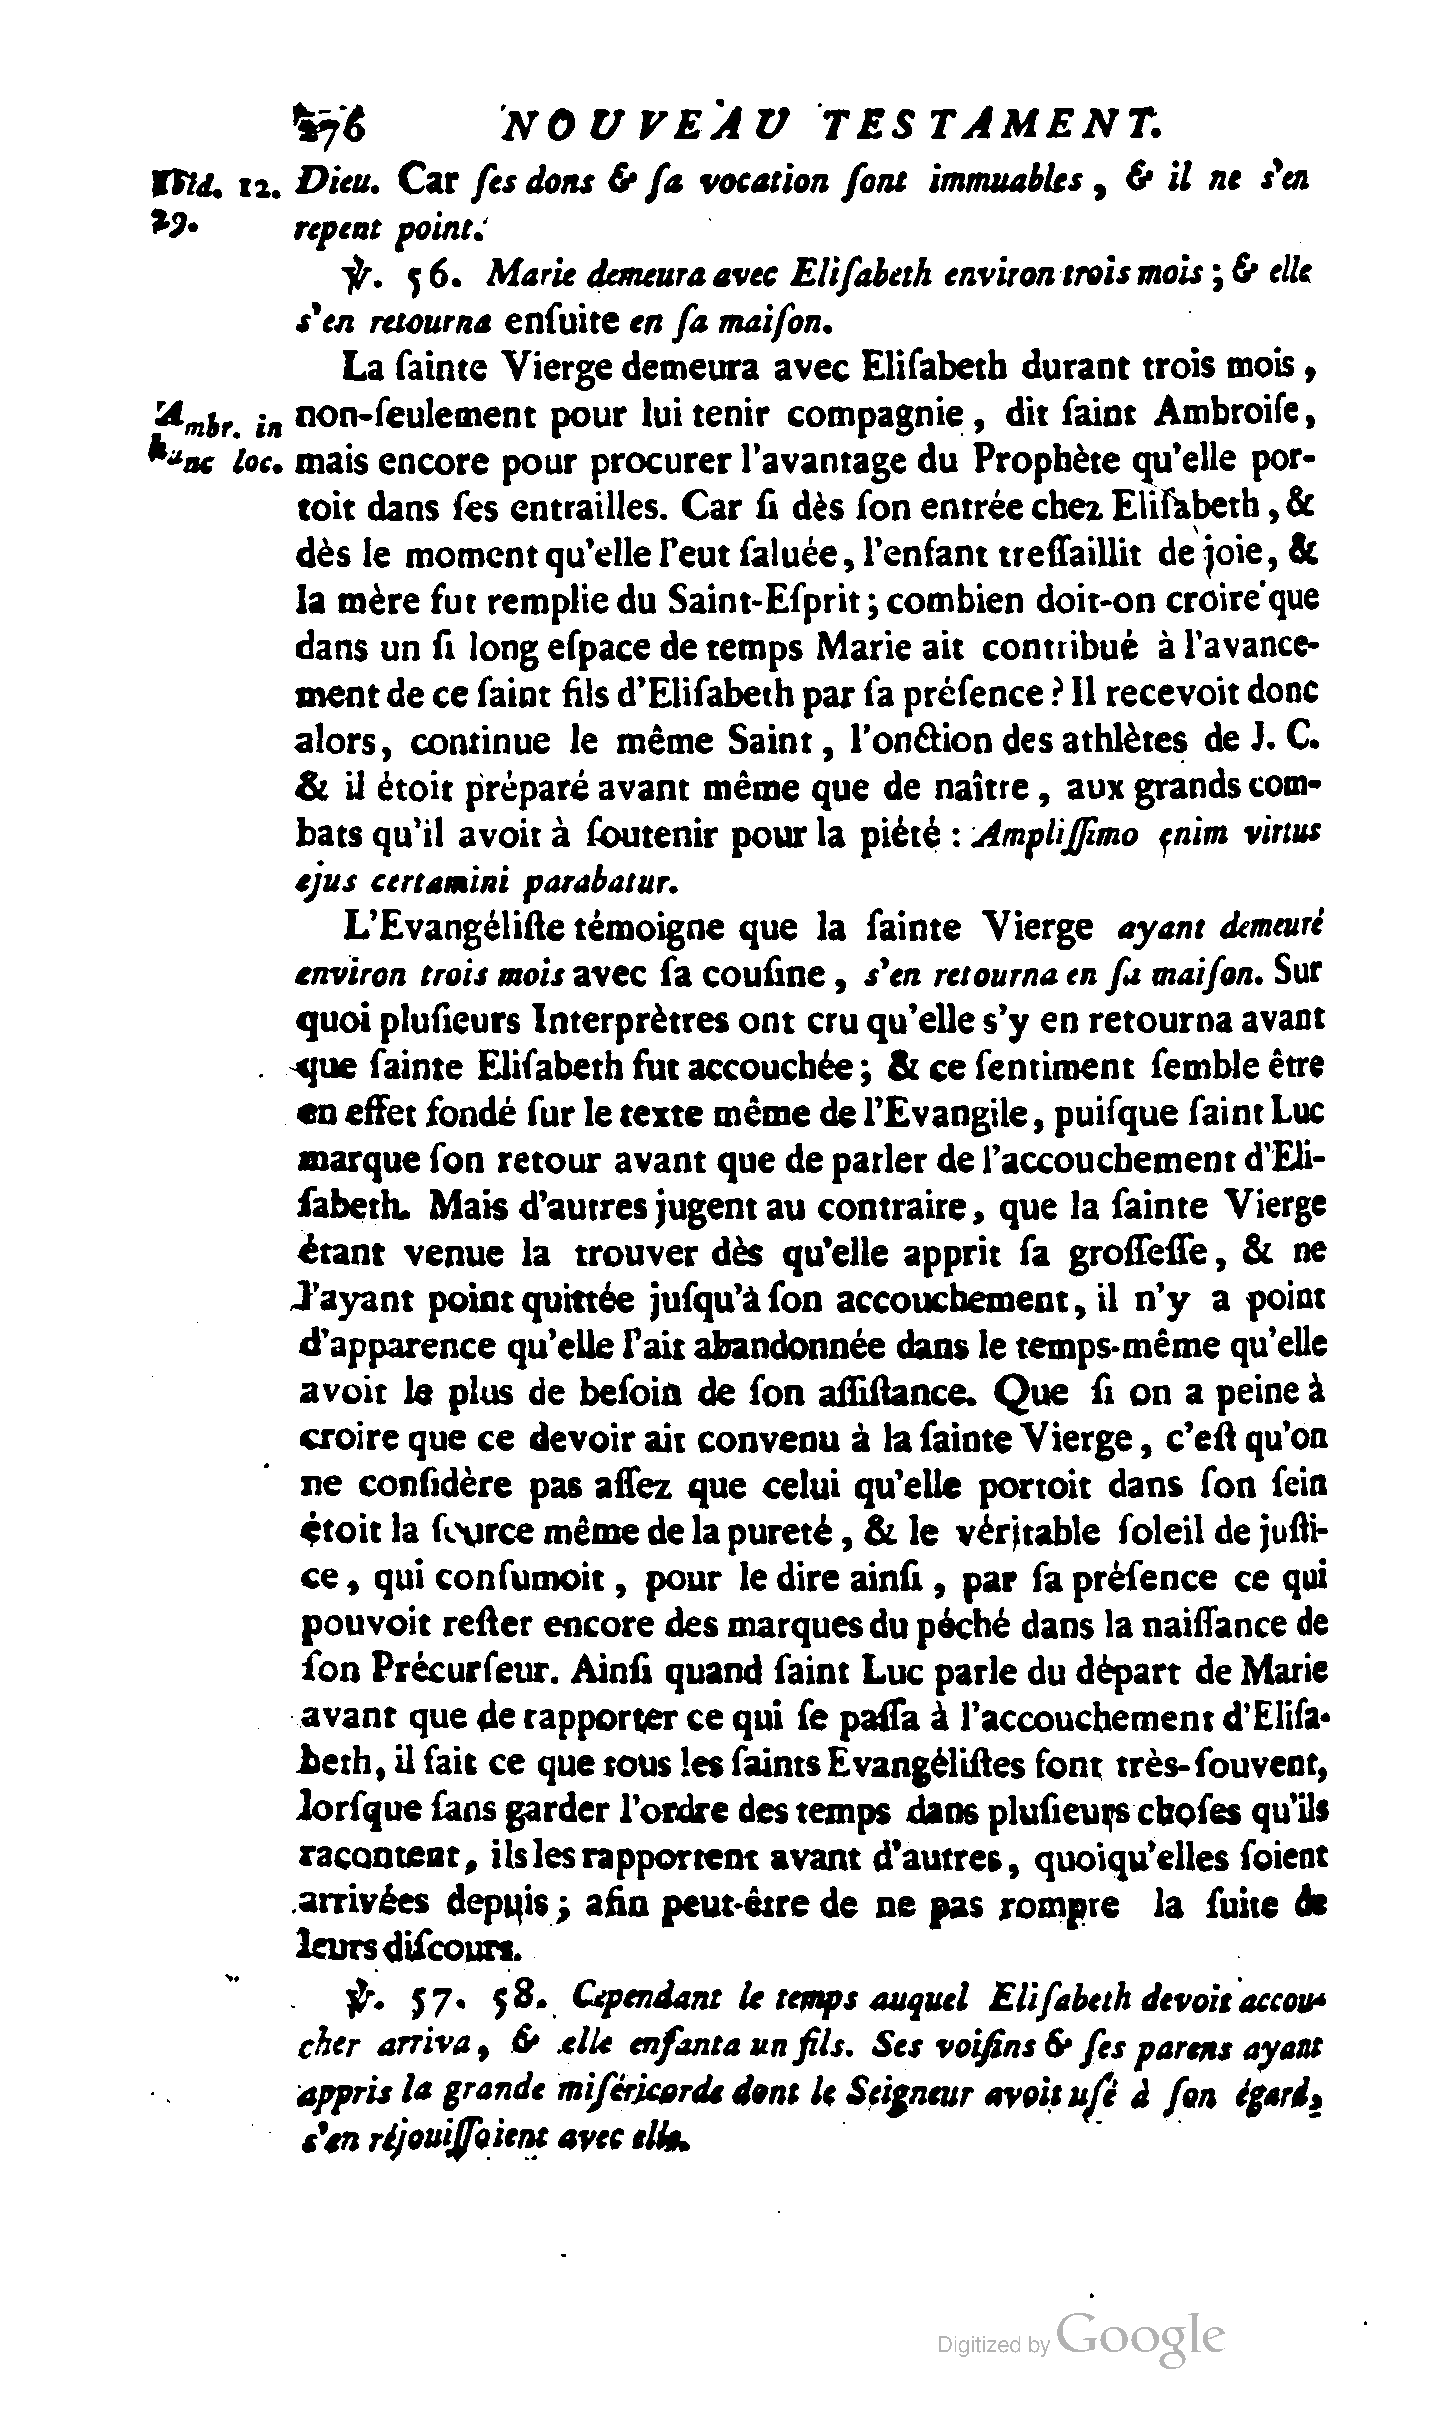 276 NOUVEAU TESTAMENT.
Ibid. 12. Dieu. Car ſes dons & ſa vocation ſont immuables, & il ne s'en
29. repent point.
℣. 56. Marie demeura avec Eliſabeth environ trois mois ; & elle
s'en retourna enſuite en ſa maiſon.
La ſainte Vierge demeura avec Eliſabeth durant trois mois,
Ambr. in non-ſeulement pour lui tenir compagnie, dit ſaint Ambroiſe,
hunc loc. mais encore pour procurer l'avantage du Prophète qu'elle por-
toit dans ſes entrailles. Car ſi dès ſon entrée chez Eliſabeth, &
dès le moment qu'elle l'eut ſaluée, l'enfant treſſaillit de joie, &
la mère fut remplie du Saint-Eſprit ; combien doit-on croire que
dans un ſi long eſpace de temps Marie ait contribué à l'avance-
ment de ce ſaint fils d'Eliſabeth par ſa préſence ? Il recevoit donc
alors, continue le même Saint, l'onction des athlètes de J. C.
& il étoit préparé avant même que de naître, aux grands com-
bats qu'il avoit à ſoutenir pour la piété : Ampliſſimo enim virtus
ejus certamini parabatur.
L'Evangéliſte témoigne que la ſainte Vierge ayant demeuré
environ trois mois avec ſa couſine, s'en retourna en ſa maiſon. Sur
quoi pluſieurs Interprètres ont cru qu'elle s'y en retourna avant
que ſainte Eliſabeth fut accouchée ; & ce ſentiment ſemble être
en effet fondé ſur le texte même de l'Evangile, puiſque ſaint Luc
marque ſon retour avant que de parler de l'accouchement d'Eli-
ſabeth. Mais d'autres jugent au contraire, que la ſainte Vierge
étant venue la trouver dès qu'elle apprit ſa groſſeſſe, & ne
l'ayant point quittée juſqu'à ſon accouchement, il n'y a point
d'apparence qu'elle l'ait abandonnée dans le temps-même qu'elle
avoit le plus de beſoin de ſon aſſiſtance. Que ſi on a peine à
croire que ce devoir ait convenu à la ſainte Vierge, c'eſt qu'on
ne conſidère pas aſſez que celui qu'elle portoit dans ſon ſein
étoit la ſource même de la pureté, & le véritable ſoleil de juſti-
ce, qui conſumoit, pour le dire ainſi, par ſa préſence ce qui
pouvoit reſter encore des marques du péché dans la naiſſance de
ſon Précurſeur. Ainſi quand ſaint Luc parle du départ de Marie
avant que de rapporter ce qui ſe paſſa à l'accouchement d'Eliſa-
beth, il fait ce que tous les ſaints Evangéliſtes font très-ſouvent,
lorſque ſans garder l'ordre des temps dans pluſieurs choſes qu'ils
racontent, ils les rapportent avant d'autres, quoiqu'elles ſoient
arrivées depuis ; afin peut-être de ne pas rompre la ſuite de
leurs diſcours.
℣. 57. 58. Cependant le temps auquel Eliſabeth devoit accou-
cher arriva, & elle enfanta un fils. Ses voiſins & ſes parens ayant
appris la grande miſéricorde dont le Seigneur avoit uſé à ſon égard,
s'en réjouiſſoient avec elle.
Digitized by Google